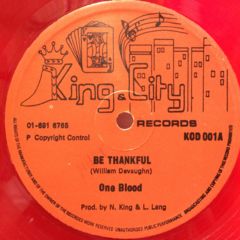 King & City
RECORDS
01-691 6765
KOD 001A
P Copyright Control
BE THANKFUL
(William Devaughn)
One Blood
Prod. by N. King & L. Lang